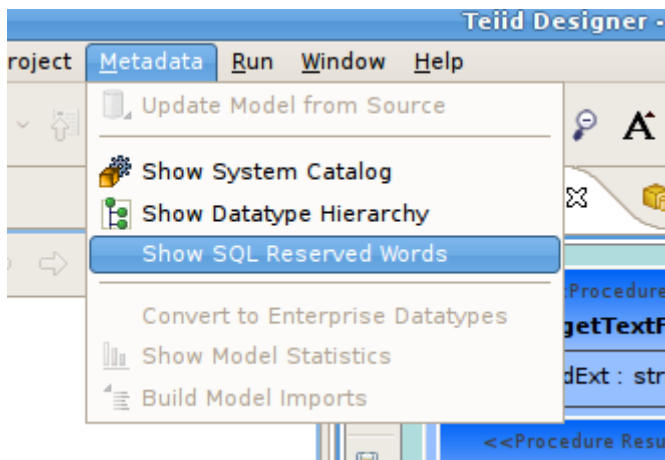 Teiid Designer -
roject Metadata Run Window Help
Update Model from Source
Show System Catalog
Show Datatype Hierarchy
Show SQL Reserved Words
Convert to Enterprise Datatypes
Show Model Statistics
Build Model Imports
Procedure
getTextF
dExt : str
<<Procedure Resu